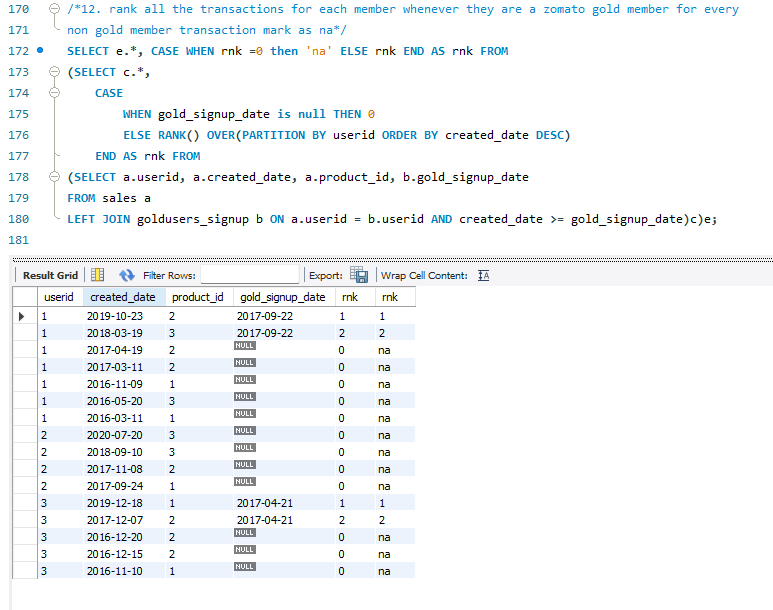 170 /*12. rank all the transactions for each member whenever they are a zomato gold member for every
171 non gold member transaction mark as na*/
172 SELECT e.*, CASE WHEN rnk =0 then 'na' ELSE rnk END AS rnk FROM
173 (SELECT c.*,
174 CASE
175 WHEN gold_signup_date is null THEN 0
176 ELSE RANK() OVER(PARTITION BY userid ORDER BY created_date DESC)
177 END AS rnk FROM
178 (SELECT a.userid, a.created_date, a.product_id, b.gold_signup_date
179 FROM sales a
180 LEFT JOIN goldusers_signup b ON a.userid = b.userid AND created_date >= gold_signup_date)c)e;
181
Result Grid Filter Rows: Export: Wrap Cell Content: IA
userid created_date product_id gold_signup_date rnk rnk
1 2019-10-23 2 2017-09-22 1 1
1 2018-03-19 3 2017-09-22 2 2
1 2017-04-19 2 NULL 0 na
1 2017-03-11 2 NULL 0 na
1 2016-11-09 1 NULL 0 na
1 2016-05-20 3 NULL 0 na
1 2016-03-11 1 NULL 0 na
2 2020-07-20 3 NULL 0 na
2 2018-09-10 3 NULL 0 na
2 2017-11-08 2 NULL 0 na
2 2017-09-24 1 NULL 0 na
3 2019-12-18 1 2017-04-21 1 1
3 2017-12-07 2 2017-04-21 2 2
3 2016-12-20 2 NULL 0 na
3 2016-12-15 2 NULL 0 na
3 2016-11-10 1 NULL 0 na